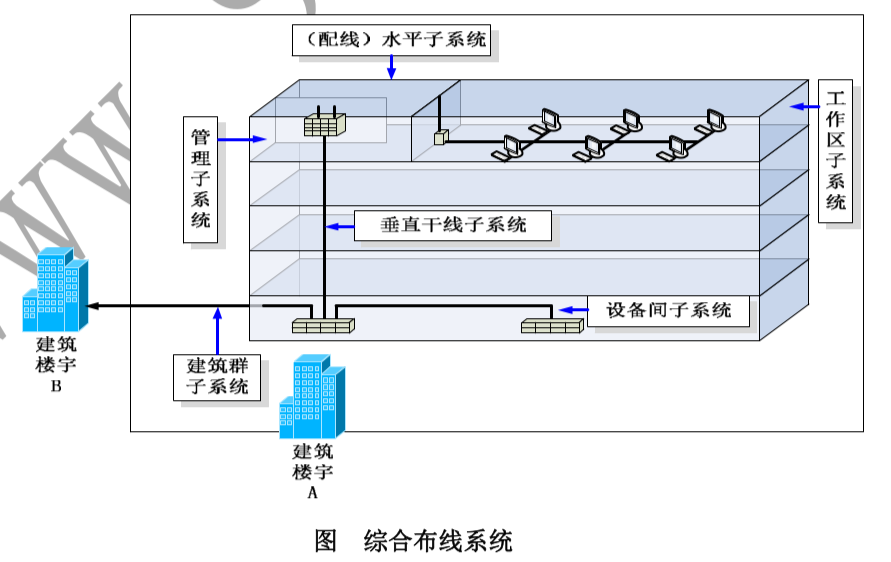 （配线）水平子系统
工
作
区
子
系
统
管
理
子
系
统
垂直干线子系统
设备间子系统
建筑群
子系统
建筑
楼宇
B
建筑
楼宇
A
图 综合布线系统